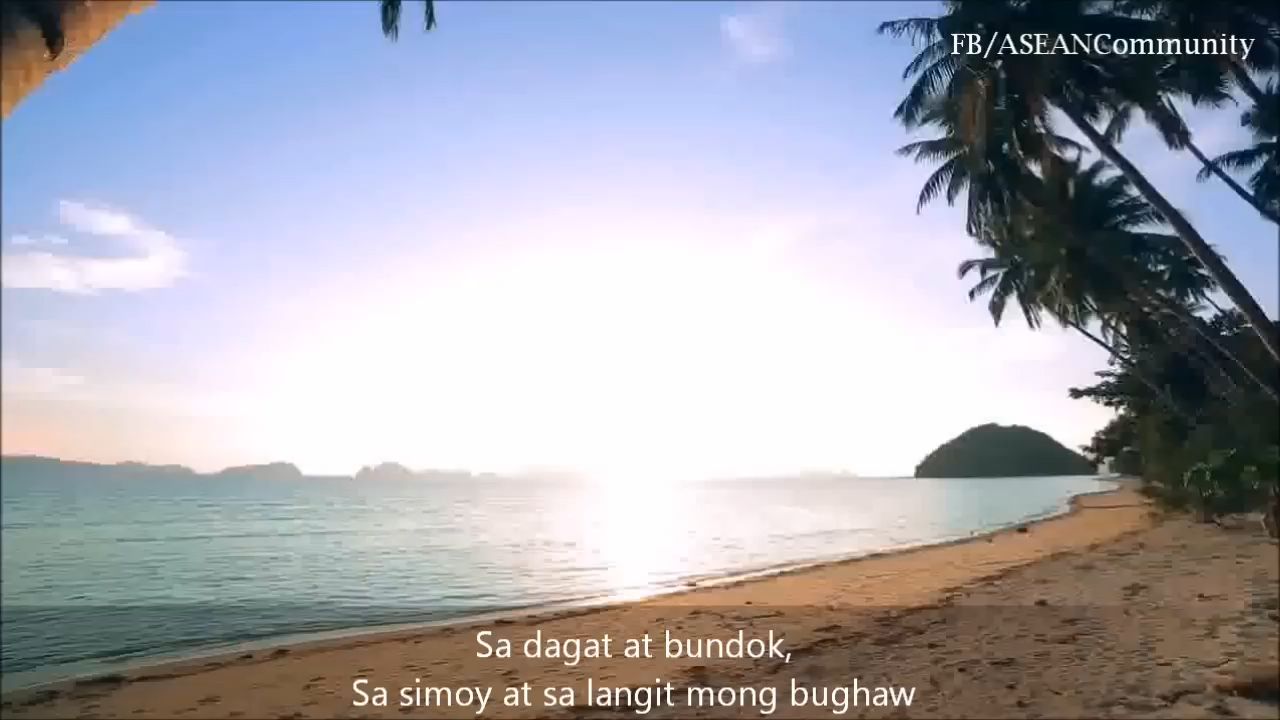 FB/ASEANCommunity
Sa dagat at bundok,
Sa simoy at sa langit mong bughaw